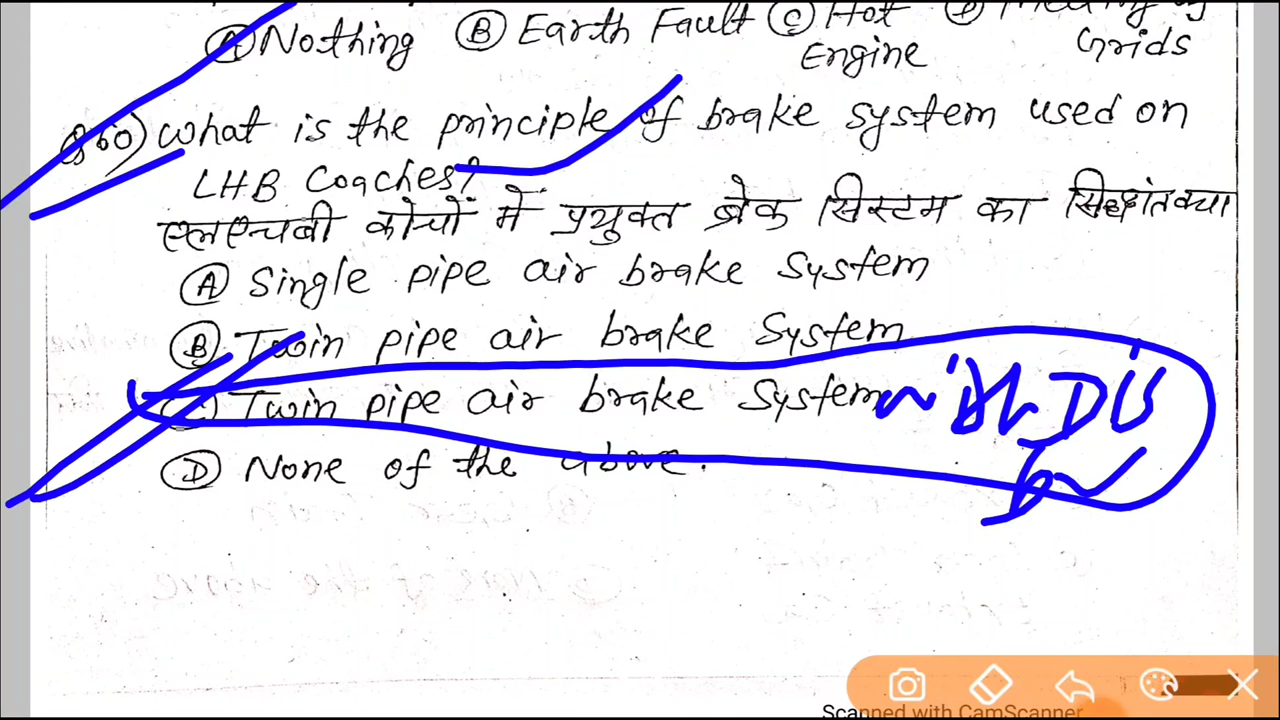 Ⓐ Nothing Ⓑ Earth Fault Ⓒ Hot Engine Ⓓ Grids
Q 60) What is the principle of brake system used on
LHB Coaches?
एलएचबी कोचों में प्रयुक्त ब्रेक सिस्टम का सिद्धांत क्या
Ⓐ Single pipe air brake System
Ⓑ Twin pipe air brake System
Ⓒ Twin pipe air brake System with
Ⓓ None of the above.
Scanned with CamScanner